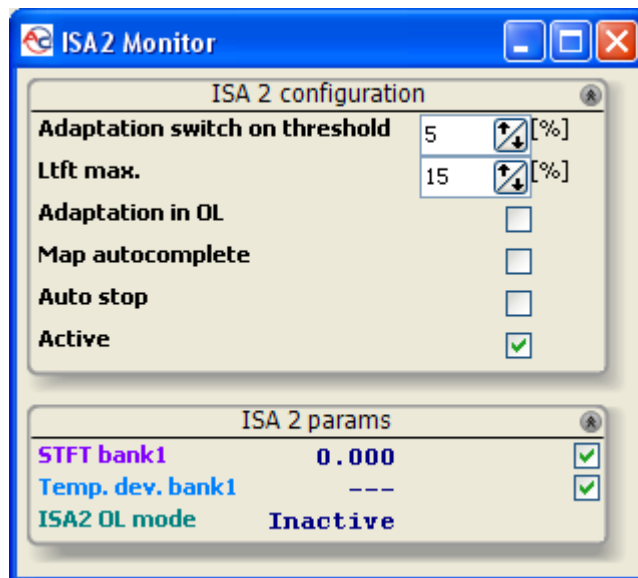 ISA2 Monitor
ISA 2 configuration
Adaptation switch on threshold 5 [%]
Ltft max. 15 [%]
Adaptation in OL
Map autocomplete
Auto stop
Active
ISA 2 params
STFT bank1 0.000
Temp. dev. bank1 ---
ISA2 OL mode Inactive